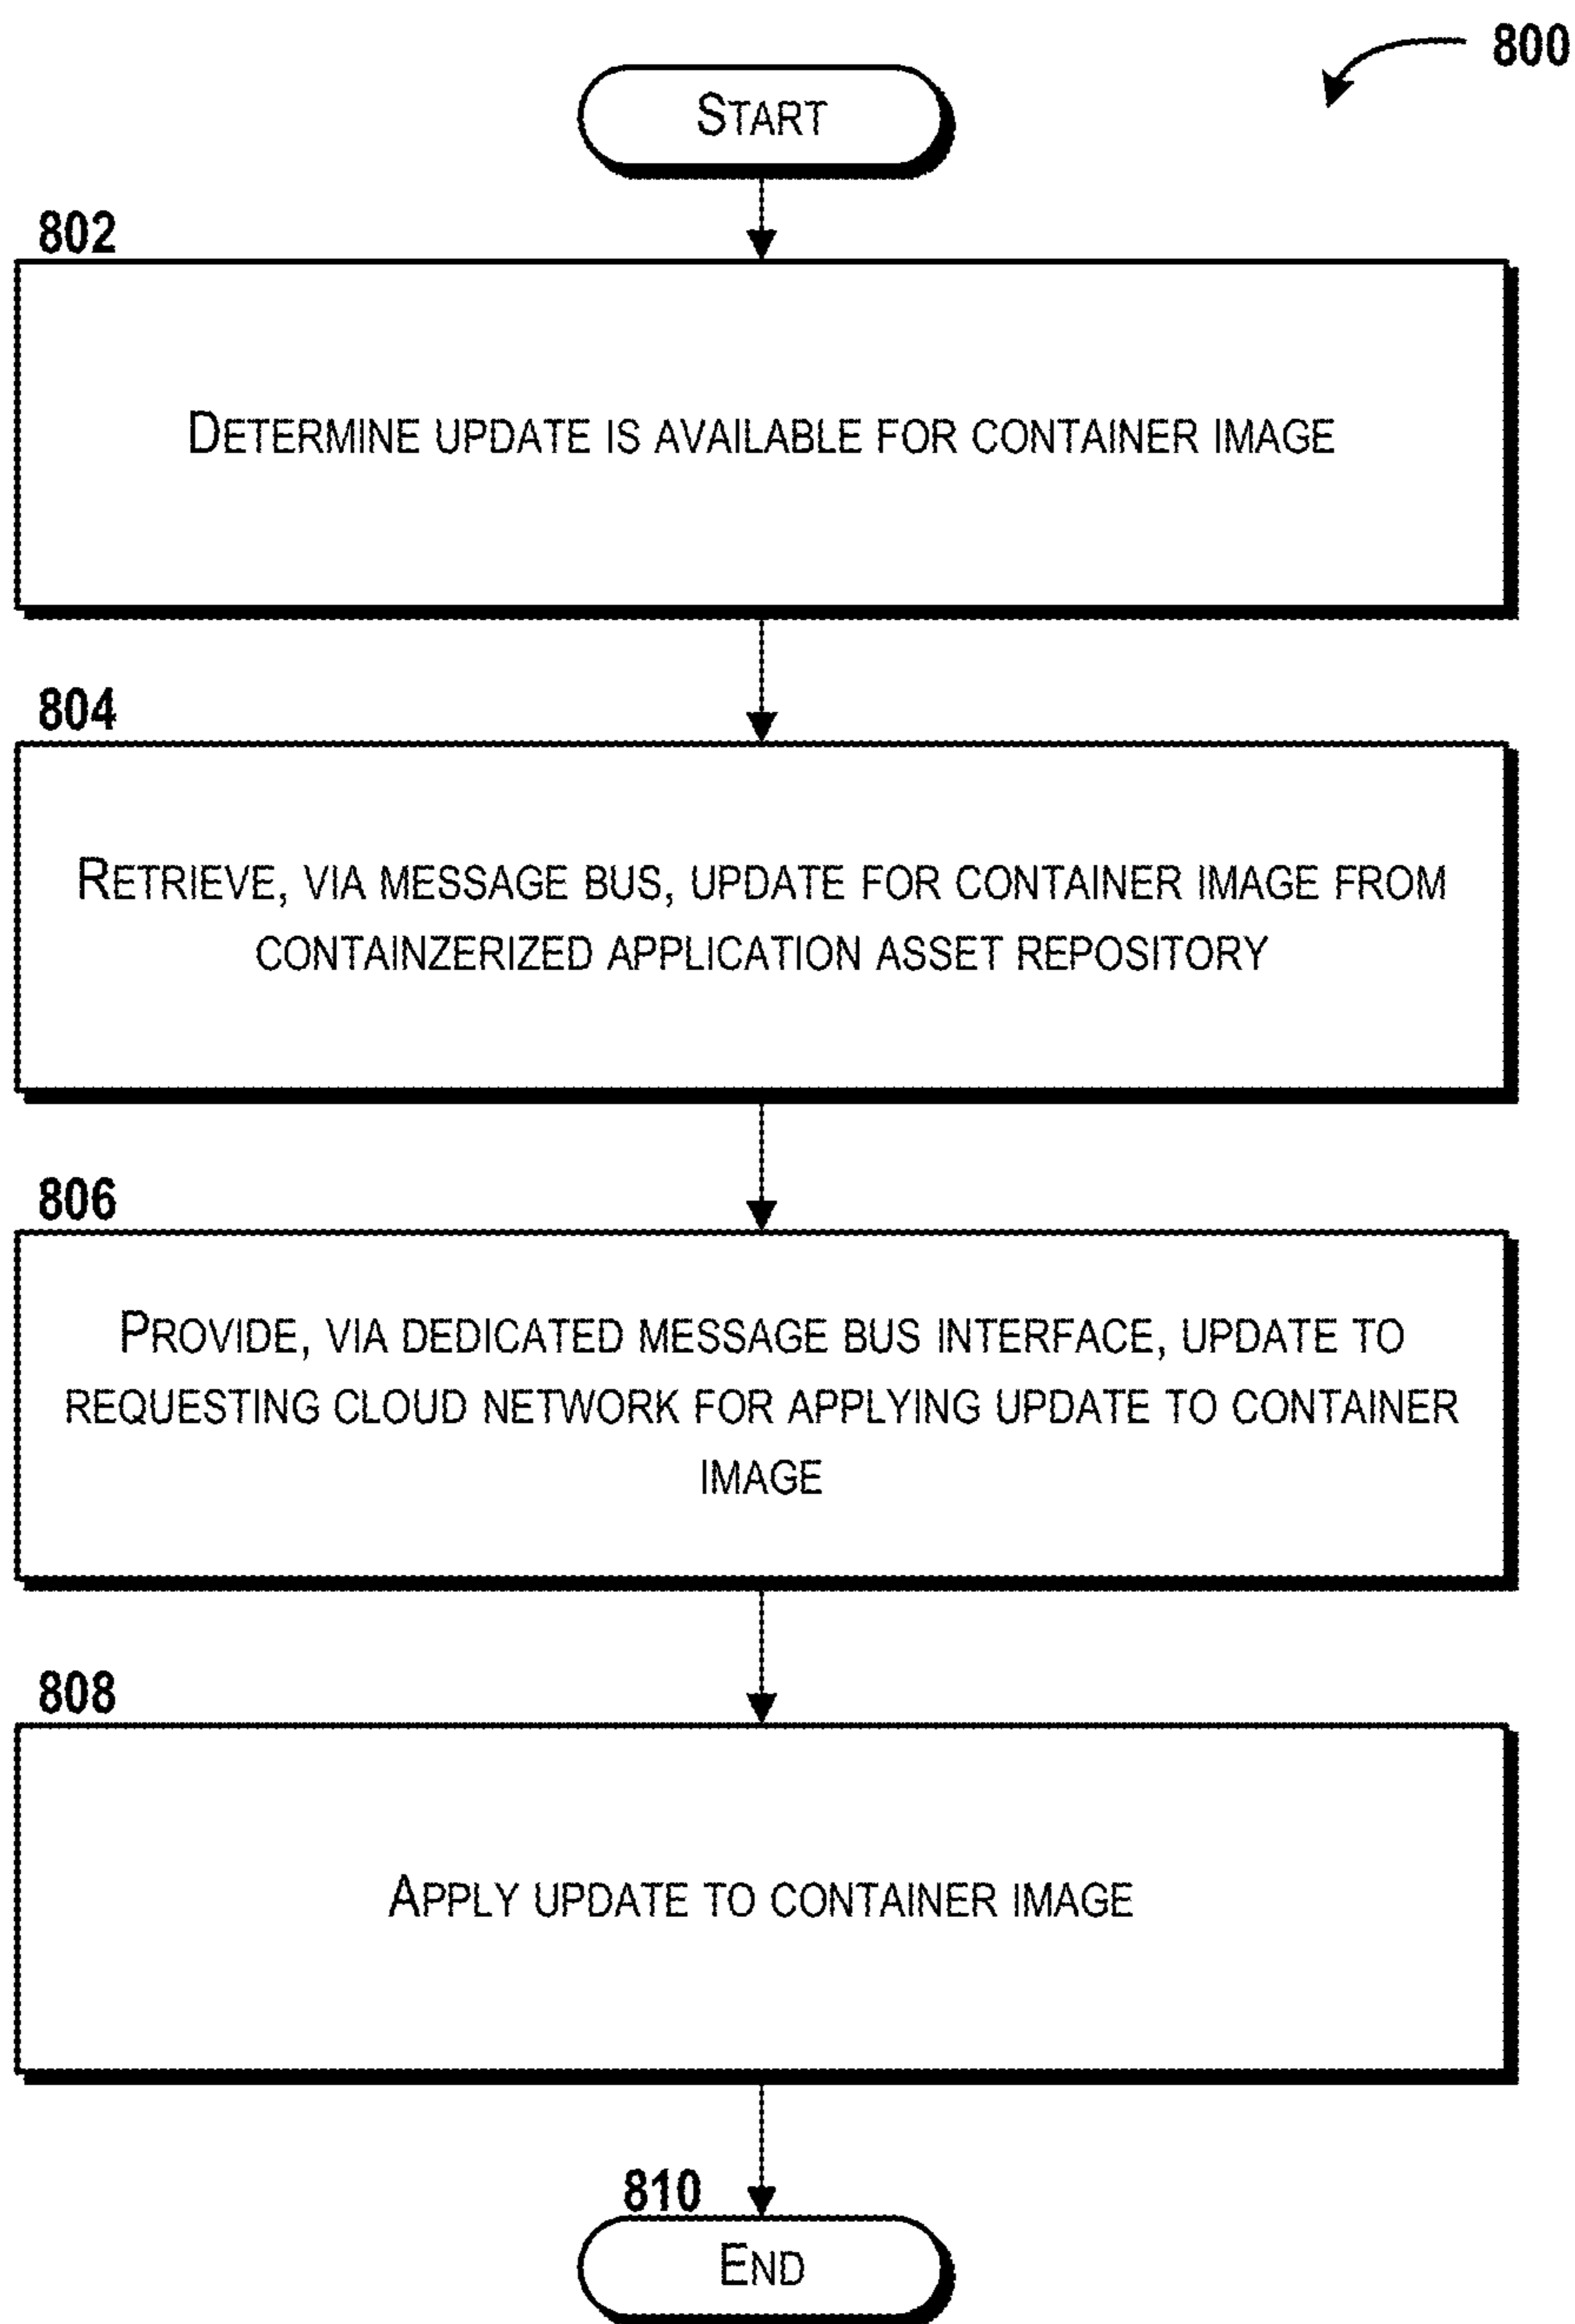 800
START
802
DETERMINE UPDATE IS AVAILABLE FOR CONTAINER IMAGE
804
RETRIEVE, VIA MESSAGE BUS, UPDATE FOR CONTAINER IMAGE FROM
CONTAINZERIZED APPLICATION ASSET REPOSITORY
806
PROVIDE, VIA DEDICATED MESSAGE BUS INTERFACE, UPDATE TO
REQUESTING CLOUD NETWORK FOR APPLYING UPDATE TO CONTAINER
IMAGE
808
APPLY UPDATE TO CONTAINER IMAGE
810
END